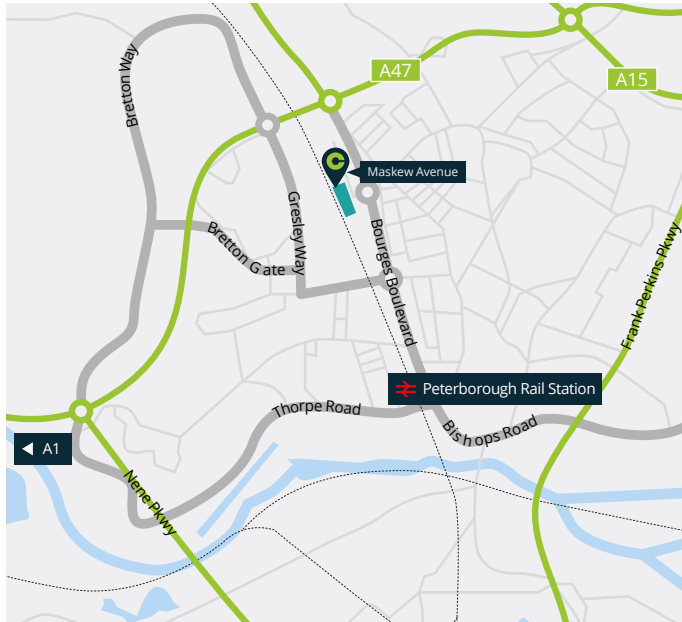 A47
A15
Bretton Way
Maskew Avenue
Gresley Way
Bretton Gate
Bourges Boulevard
Frank Perkins Pkwy
Peterborough Rail Station
Thorpe Road
Bishops Road
A1
Nene Pkwy